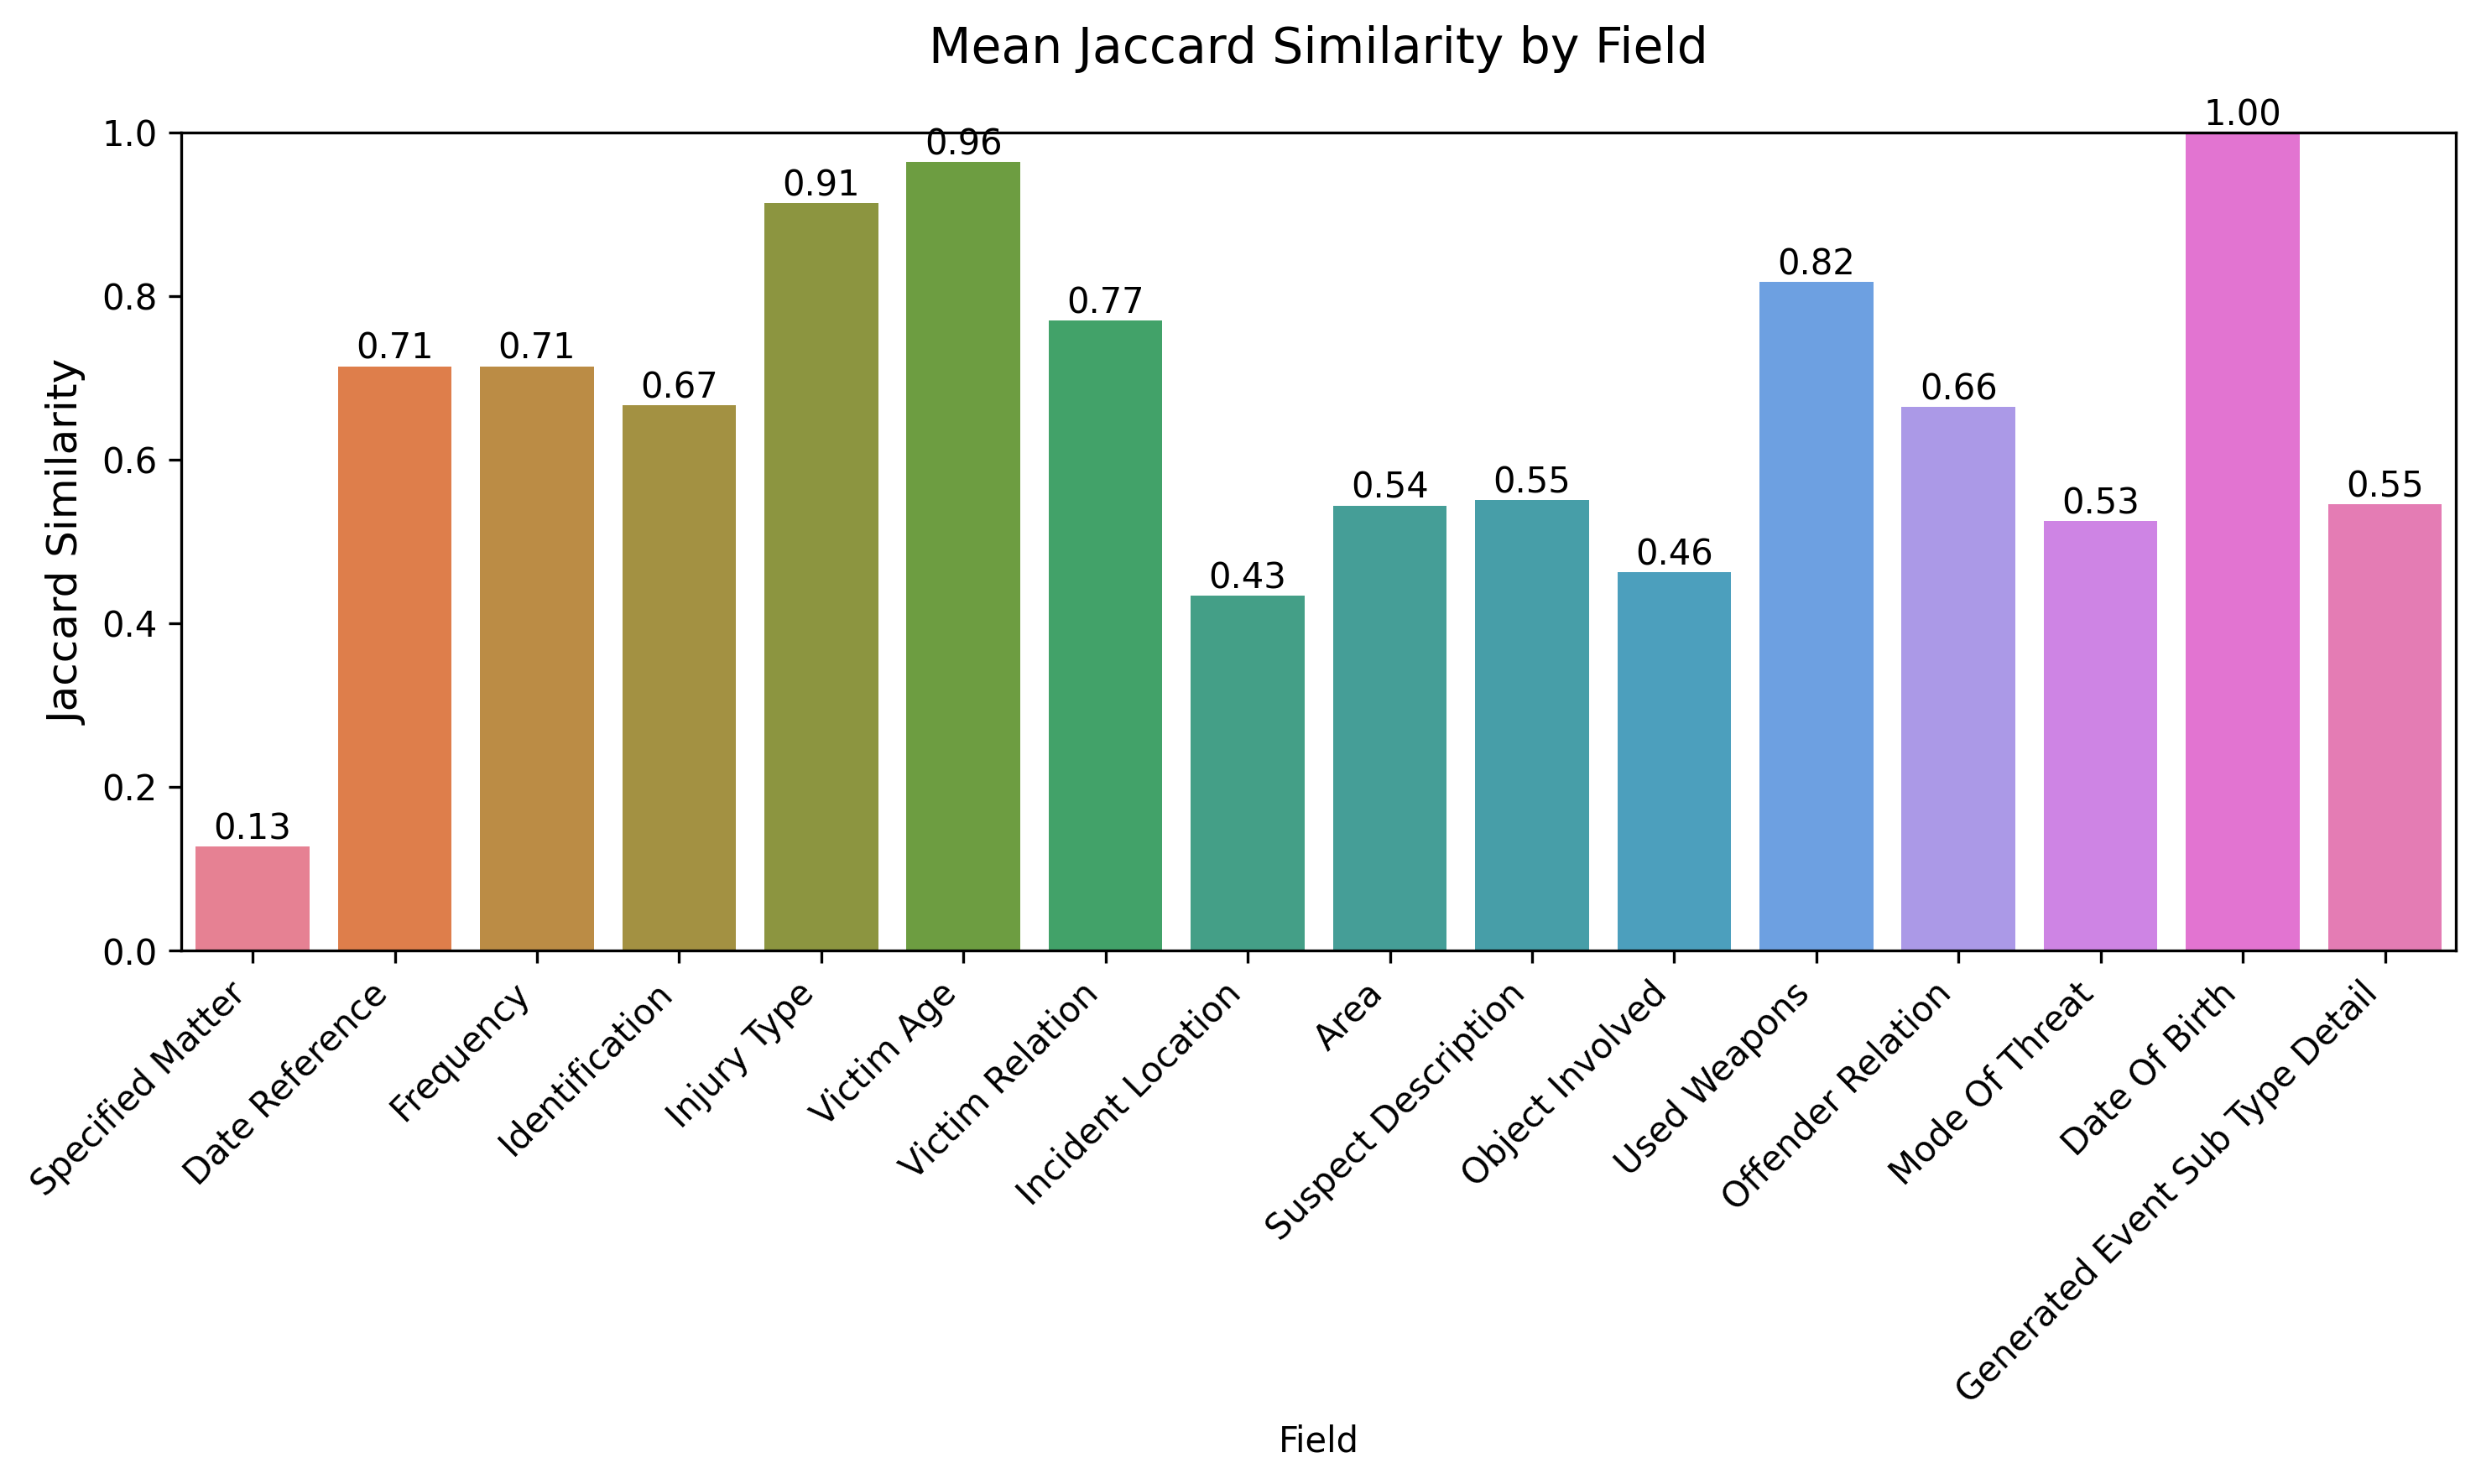 Mean Jaccard Similarity by Field
Jaccard Similarity
1.0
0.8
0.6
0.4
0.2
0.0
0.13
0.71
0.71
0.67
0.91
0.96
0.77
0.43
0.54
0.55
0.46
0.82
0.66
0.53
1.00
0.55
Specified Matter
Date Reference
Frequency
Identification
Injury Type
Victim Age
Victim Relation
Incident Location
Area
Suspect Description
Object Involved
Used Weapons
Offender Relation
Mode Of Threat
Date Of Birth
Generated Event Sub Type Detail
Field